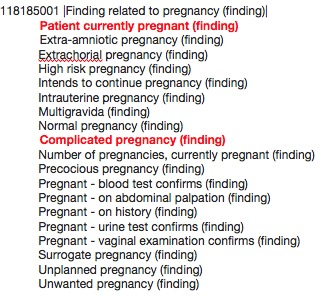 118185001 |Finding related to pregnancy (finding)|
Patient currently pregnant (finding)
Extra-amniotic pregnancy (finding)
Extrachorial pregnancy (finding)
High risk pregnancy (finding)
Intends to continue pregnancy (finding)
Intrauterine pregnancy (finding)
Multigravida (finding)
Normal pregnancy (finding)
Complicated pregnancy (finding)
Number of pregnancies, currently pregnant (finding)
Precocious pregnancy (finding)
Pregnant - blood test confirms (finding)
Pregnant - on abdominal palpation (finding)
Pregnant - on history (finding)
Pregnant - urine test confirms (finding)
Pregnant - vaginal examination confirms (finding)
Surrogate pregnancy (finding)
Unplanned pregnancy (finding)
Unwanted pregnancy (finding)